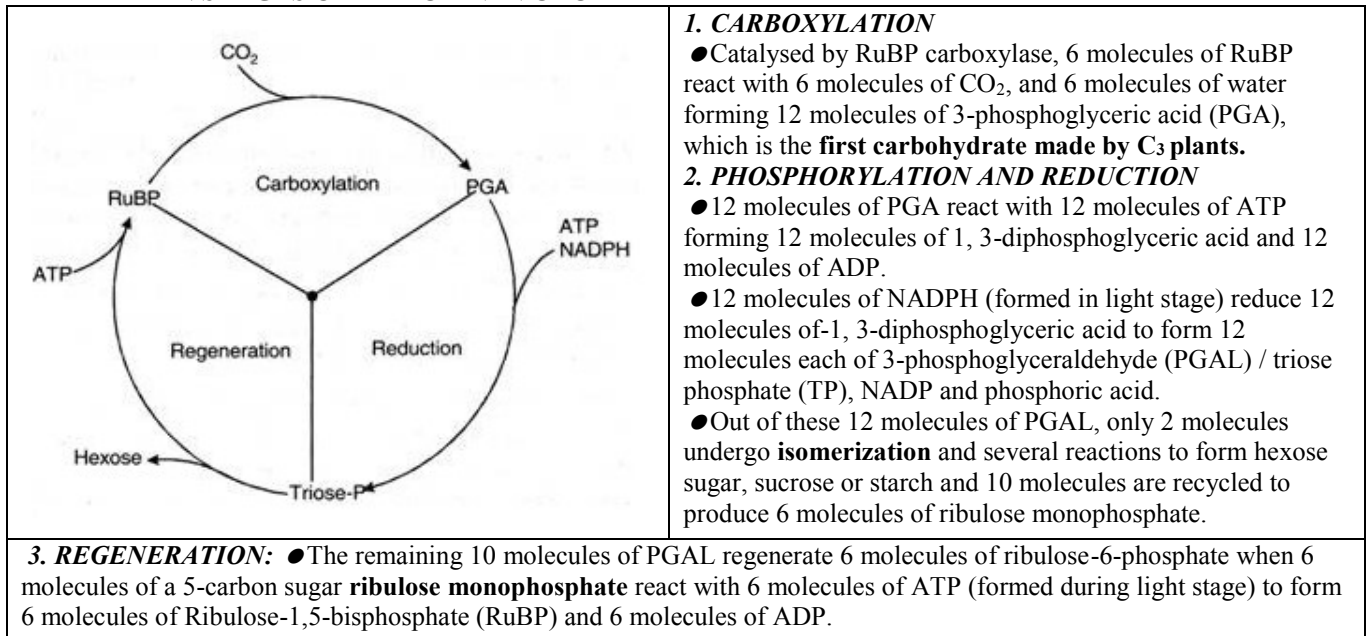 CO₂
Carboxylation
RuBP
PGA
ATP
NADPH
ATP
Regeneration
Reduction
Hexose
Triose-P
1. CARBOXYLATION
●Catalysed by RuBP carboxylase, 6 molecules of RuBP
react with 6 molecules of CO₂, and 6 molecules of water
forming 12 molecules of 3-phosphoglyceric acid (PGA),
which is the first carbohydrate made by C₃ plants.
2. PHOSPHORYLATION AND REDUCTION
●12 molecules of PGA react with 12 molecules of ATP
forming 12 molecules of 1, 3-diphosphoglyceric acid and 12
molecules of ADP.
●12 molecules of NADPH (formed in light stage) reduce 12
molecules of-1, 3-diphosphoglyceric acid to form 12
molecules each of 3-phosphoglyceraldehyde (PGAL) / triose
phosphate (TP), NADP and phosphoric acid.
●Out of these 12 molecules of PGAL, only 2 molecules
undergo isomerization and several reactions to form hexose
sugar, sucrose or starch and 10 molecules are recycled to
produce 6 molecules of ribulose monophosphate.
3. REGENERATION: ●The remaining 10 molecules of PGAL regenerate 6 molecules of ribulose-6-phosphate when 6
molecules of a 5-carbon sugar ribulose monophosphate react with 6 molecules of ATP (formed during light stage) to form
6 molecules of Ribulose-1,5-bisphosphate (RuBP) and 6 molecules of ADP.